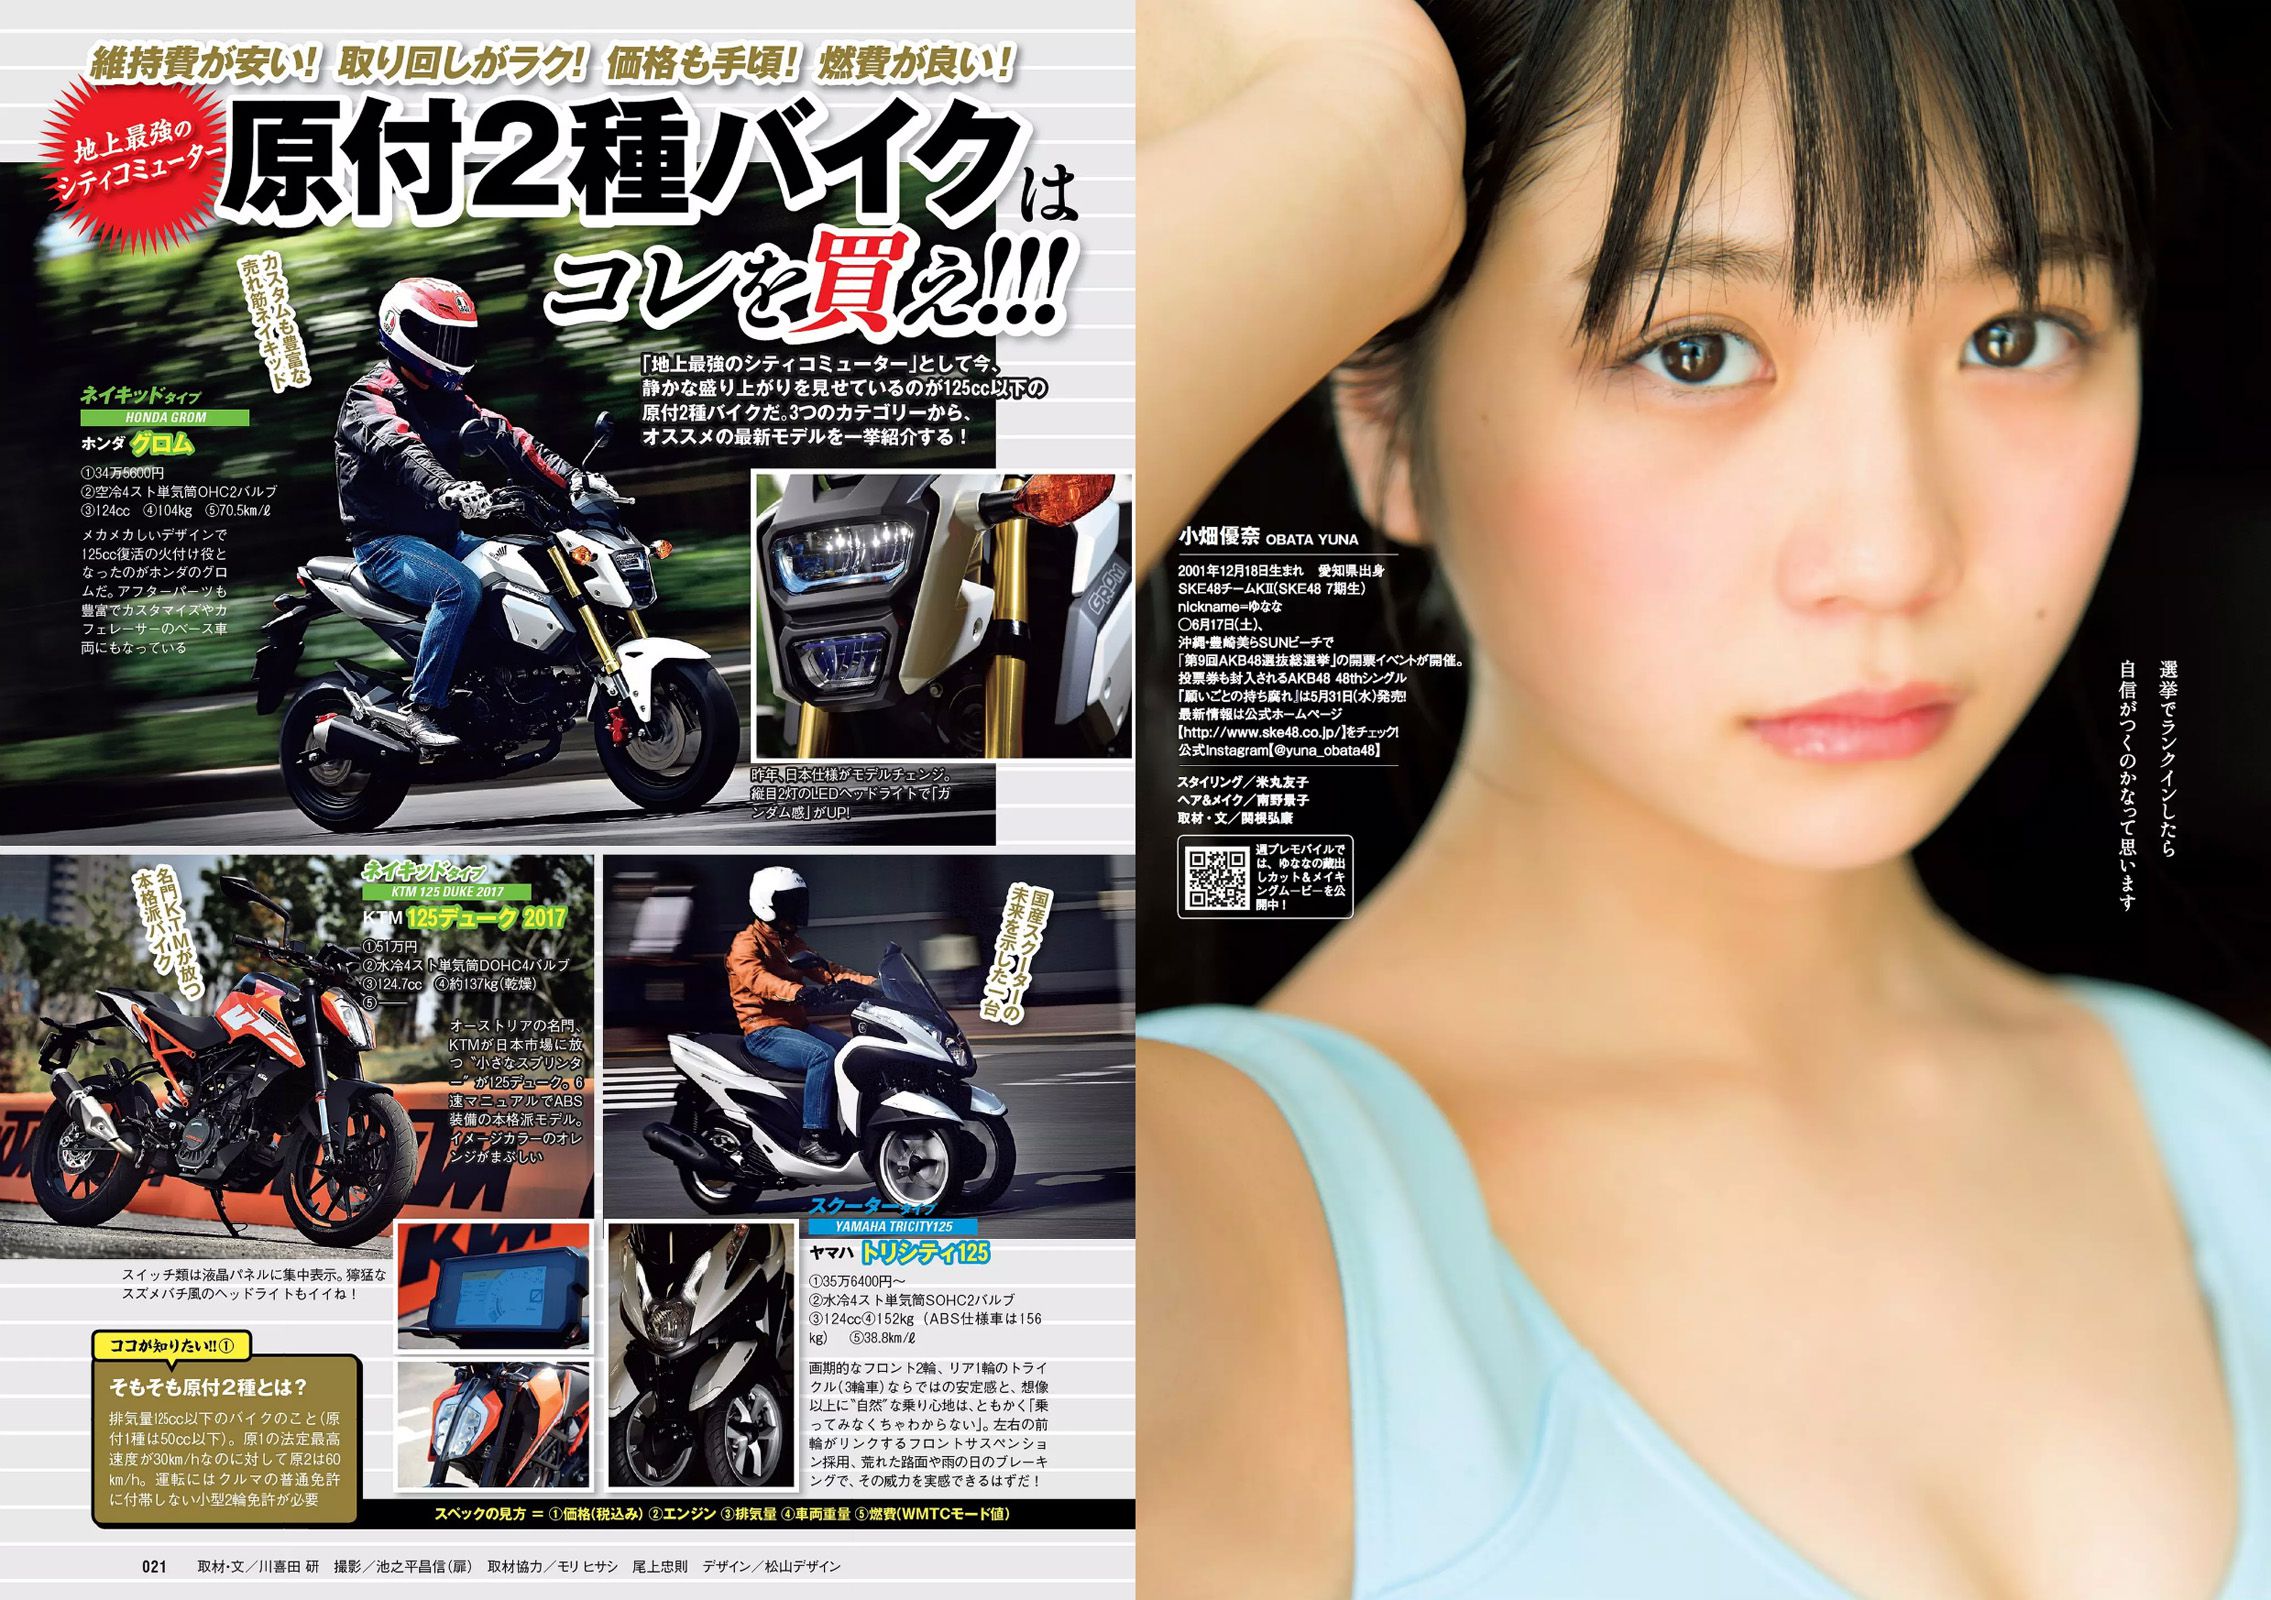 維持費が安い! 取り回しがラク! 価格も手頃! 燃費が良い!
地上最強の
シティコミューター
原付2種バイクは
コレを買え!!!
「地上最強のシティコミューター」として今、
静かな盛り上がりを見せているのが125cc以下の
原付2種バイクだ。3つのカテゴリーから、
オススメの最新モデルを一挙紹介する!
カスタムも豊富な
売れ筋ネイキッド
ネイキッドタイプ
HONDA GROM
ホンダ グロム
①34万5600円
②空冷4スト単気筒OHC2バルブ
③124cc ④104kg ⑤70.5km/ℓ
メカメカしいデザインで
125cc復活の火付け役と
なったのがホンダのグロ
ムだ。アフターパーツも
豊富でカスタマイズやカ
フェレーサーのベース車
両にもなっている
GROM
昨年、日本仕様がモデルチェンジ。
縦目2灯のLEDヘッドライトで「ガ
ンダム感」がUP!
名門KTMが放つ
本格派バイク
ネイキッドタイプ
KTM 125 DUKE 2017
KTM 125デューク 2017
①51万円
②水冷4スト単気筒DOHC4バルブ
③124.7cc ④約137kg(乾燥)
⑤――
オーストリアの名門、
KTMが日本市場に放
つ〝小さなスプリンタ
ー〟が125デューク。6
速マニュアルでABS
装備の本格派モデル。
イメージカラーのオレ
ンジがまぶしい
スイッチ類は液晶パネルに集中表示。獰猛な
スズメバチ風のヘッドライトもイイね!
国産スクーターの
未来を示した一台
スクータータイプ
YAMAHA TRICITY125
ヤマハ トリシティ125
①35万6400円~
②水冷4スト単気筒SOHC2バルブ
③124cc④152kg(ABS仕様車は156
kg) ⑤38.8km/ℓ
画期的なフロント2輪、リア1輪のトライ
クル(3輪車)ならではの安定感と、想像
以上に〝自然〟な乗り心地は、ともかく「乗
ってみなくちゃわからない」。左右の前
輪がリンクするフロントサスペンショ
ン採用、荒れた路面や雨の日のブレーキ
ングで、その威力を実感できるはずだ!
ココが知りたい!!①
そもそも原付2種とは?
排気量125cc以下のバイクのこと(原
付1種は50cc以下)。原1の法定最高
速度が30km/hなのに対して原2は60
km/h。運転にはクルマの普通免許
に付帯しない小型2輪免許が必要
スペックの見方 = ①価格(税込み) ②エンジン ③排気量 ④車両重量 ⑤燃費(WMTCモード値)
021 取材・文/川喜田 研 撮影/池之平昌信(扉) 取材協力/モリ ヒサシ 尾上忠則 デザイン/松山デザイン
小畑優奈 OBATA YUNA
2001年12月18日生まれ 愛知県出身
SKE48チームKⅡ(SKE48 7期生)
nickname=ゆなな
○6月17日(土)、
沖縄・豊崎美らSUNビーチで
「第9回AKB48選抜総選挙」の開票イベントが開催。
投票券も封入されるAKB48 48thシングル
『願いごとの持ち腐れ』は5月31日(水)発売!
最新情報は公式ホームページ
【http://www.ske48.co.jp/】をチェック!
公式Instagram【@yuna_obata48】
スタイリング/米丸友子
ヘア&メイク/南野景子
取材・文/関根弘康
週プレモバイルで
は、ゆななの蔵出
しカット&メイキ
ングムービーを公
開中!
選挙でランクインしたら
自信がつくのかなって思います